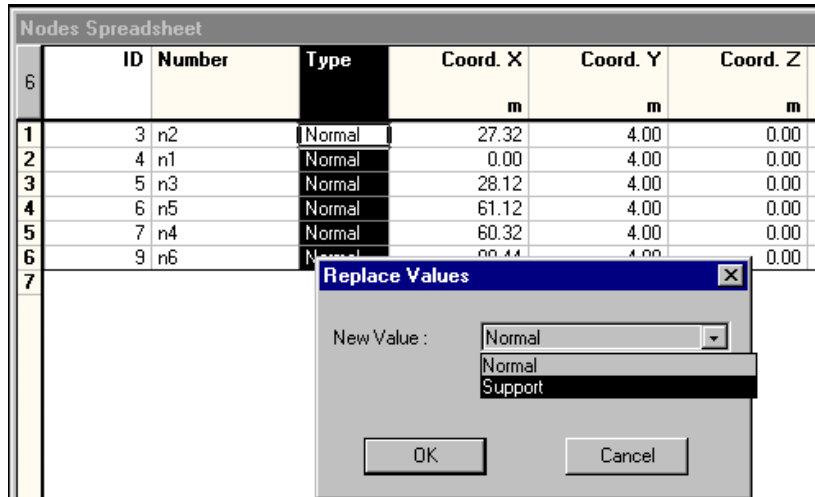 Nodes Spreadsheet
6 ID Number Type Coord. X Coord. Y Coord. Z
m m m
1 3 n2 Normal 27.32 4.00 0.00
2 4 n1 Normal 0.00 4.00 0.00
3 5 n3 Normal 28.12 4.00 0.00
4 6 n5 Normal 61.12 4.00 0.00
5 7 n4 Normal 60.32 4.00 0.00
6 9 n6 0.00
7
Replace Values
New Value : Normal
Normal
Support
OK Cancel